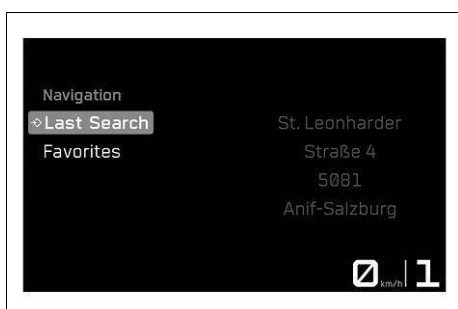 Navigation
Last Search
Favorites
St. Leonharder
Straße 4
5081
Anif-Salzburg
0 km/h 1